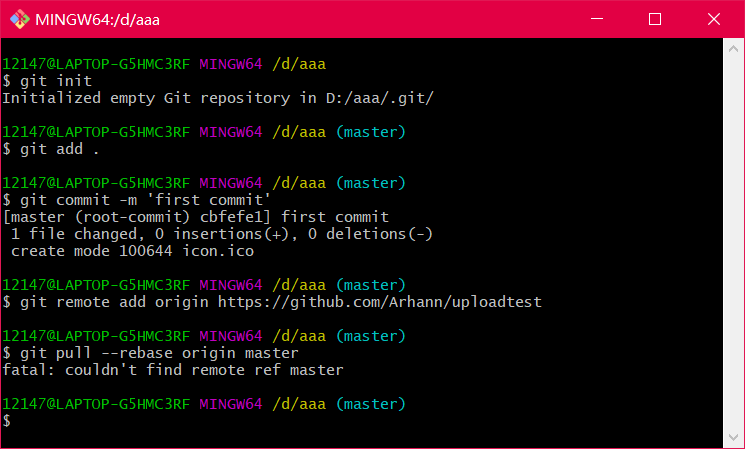 MINGW64:/d/aaa
12147@LAPTOP-G5HMC3RF MINGW64 /d/aaa
$ git init
Initialized empty Git repository in D:/aaa/.git/
12147@LAPTOP-G5HMC3RF MINGW64 /d/aaa (master)
$ git add .
12147@LAPTOP-G5HMC3RF MINGW64 /d/aaa (master)
$ git commit -m 'first commit'
[master (root-commit) cbfefe1] first commit
 1 file changed, 0 insertions(+), 0 deletions(-)
 create mode 100644 icon.ico
12147@LAPTOP-G5HMC3RF MINGW64 /d/aaa (master)
$ git remote add origin https://github.com/Arhann/uploadtest
12147@LAPTOP-G5HMC3RF MINGW64 /d/aaa (master)
$ git pull --rebase origin master
fatal: couldn't find remote ref master
12147@LAPTOP-G5HMC3RF MINGW64 /d/aaa (master)
$